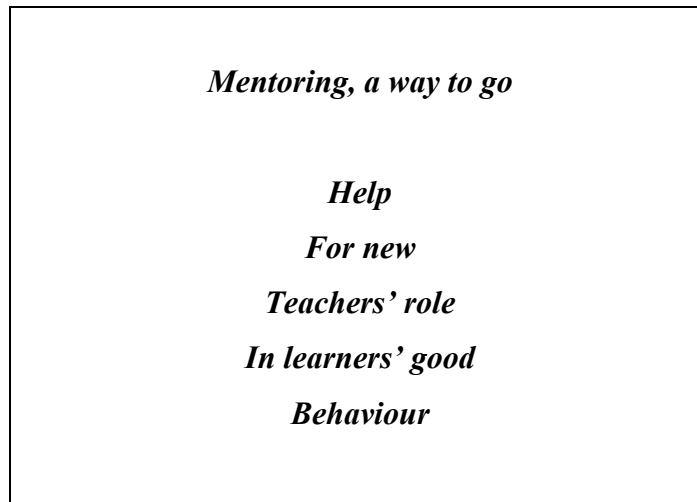 Mentoring, a way to go
Help
For new
Teachers’ role
In learners’ good
Behaviour